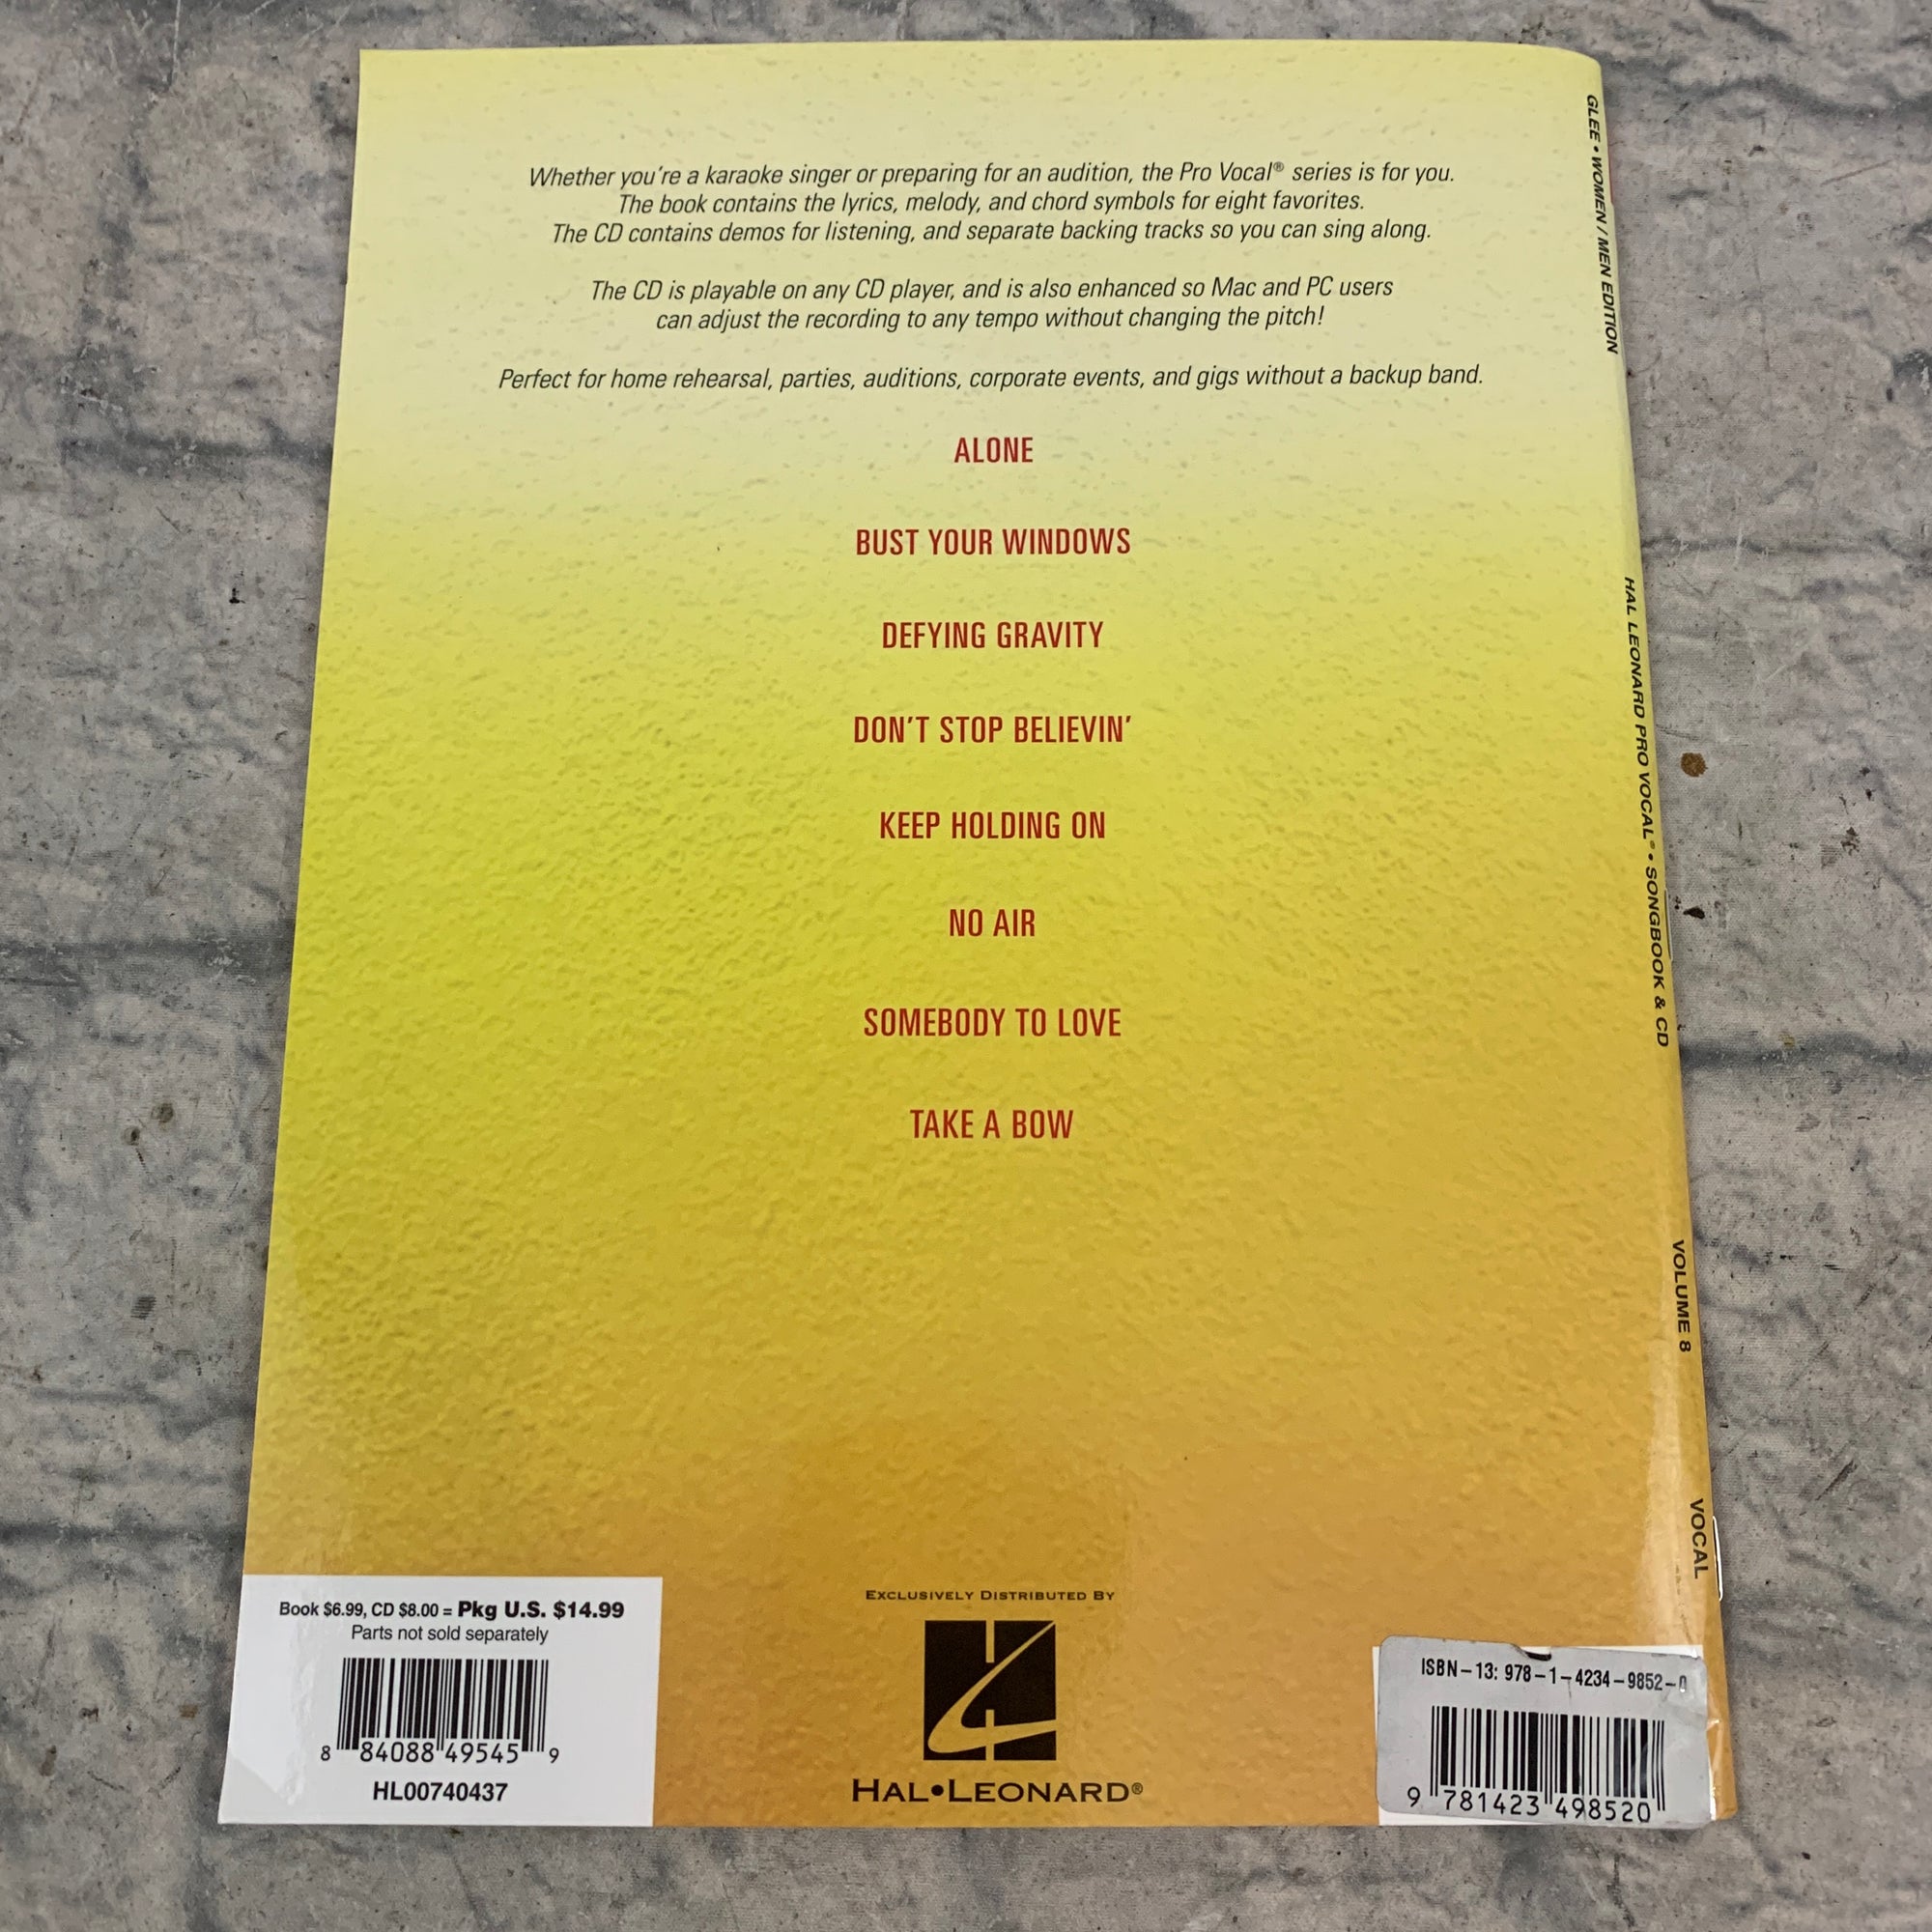 Whether you're a karaoke singer or preparing for an audition, the Pro Vocal® series is for you.
The book contains the lyrics, melody, and chord symbols for eight favorites.
The CD contains demos for listening, and separate backing tracks so you can sing along.
The CD is playable on any CD player, and is also enhanced so Mac and PC users
can adjust the recording to any tempo without changing the pitch!
Perfect for home rehearsal, parties, auditions, corporate events, and gigs without a backup band.
ALONE
BUST YOUR WINDOWS
DEFYING GRAVITY
DON'T STOP BELIEVIN'
KEEP HOLDING ON
NO AIR
SOMEBODY TO LOVE
TAKE A BOW
GLEE • WOMEN / MEN EDITION
HAL LEONARD PRO VOCAL® • SONGBOOK & CD
VOLUME 8
VOCAL
Book $6.99, CD $8.00 = Pkg U.S. $14.99
Parts not sold separately
8 84088 49545 9
HL00740437
EXCLUSIVELY DISTRIBUTED BY
HAL•LEONARD®
ISBN-13: 978-1-4234-9852-0
9 781423 498520